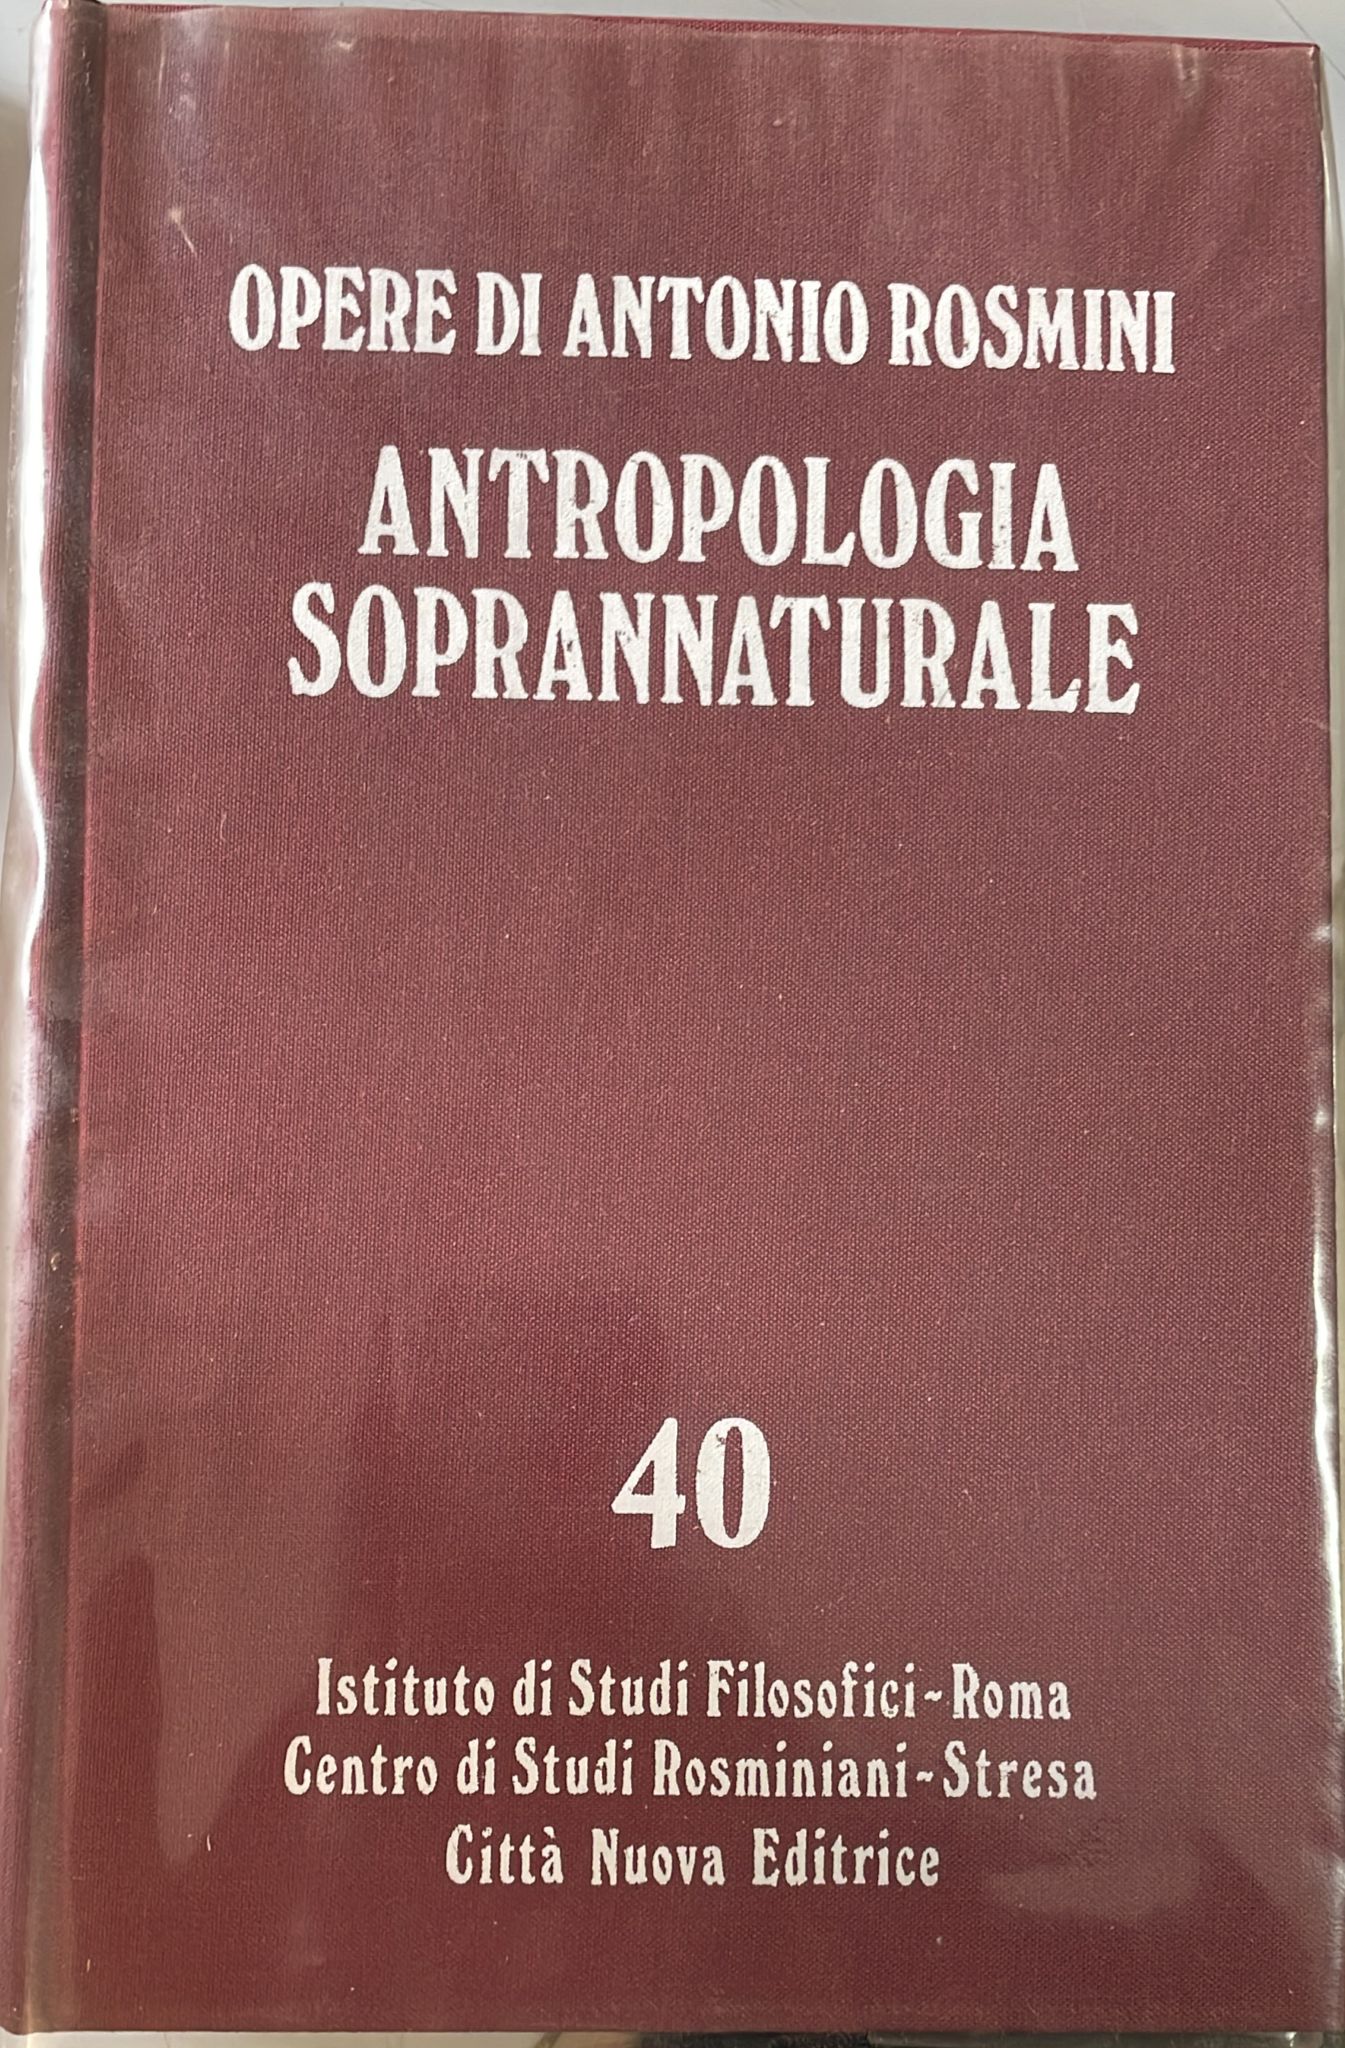 OPERE DI ANTONIO ROSMINI
ANTROPOLOGIA
SOPRANNATURALE
40
Istituto di Studi Filosofici-Roma
Centro di Studi Rosminiani-Stresa
Città Nuova Editrice